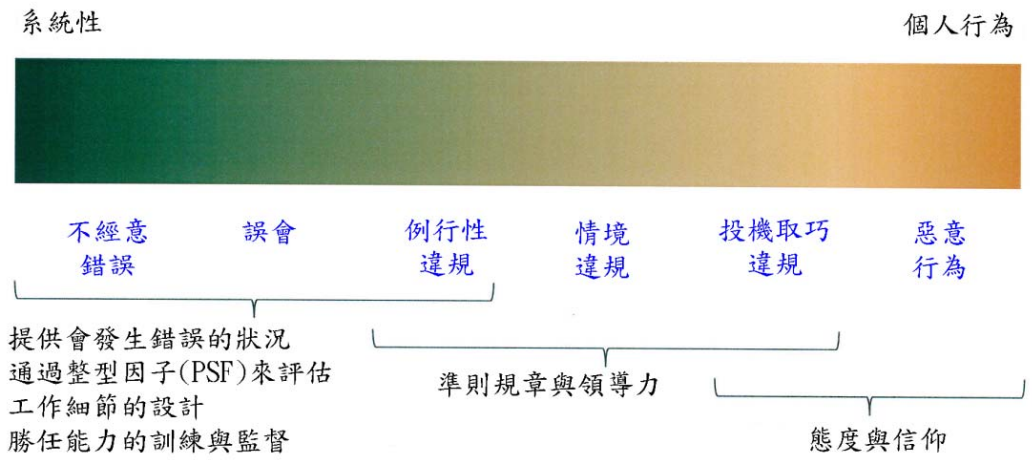 系統性
個人行為
不經意
錯誤
誤會
例行性
違規
情境
違規
投機取巧
違規
惡意
行為
提供會發生錯誤的狀況
通過整型因子(PSF)來評估
工作細節的設計
勝任能力的訓練與監督
準則規章與領導力
態度與信仰